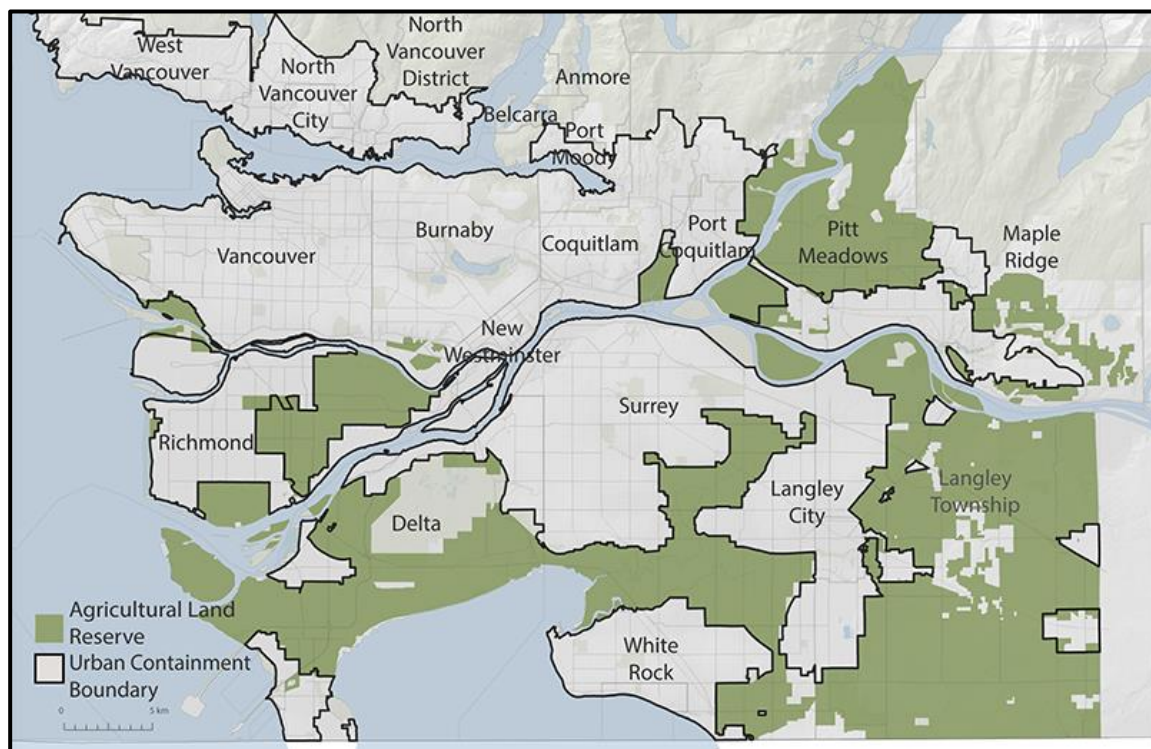 West
Vancouver
North
Vancouver
City
North
Vancouver
District
Anmore
Belcarra
Port
Moody
Vancouver
Burnaby
Coquitlam
Port
Coquitlam
Pitt
Meadows
Maple
Ridge
New
Westminster
Richmond
Surrey
Delta
Langley
City
Langley
Township
White
Rock
Agricultural Land
Reserve
Urban Containment
Boundary
0 5 km